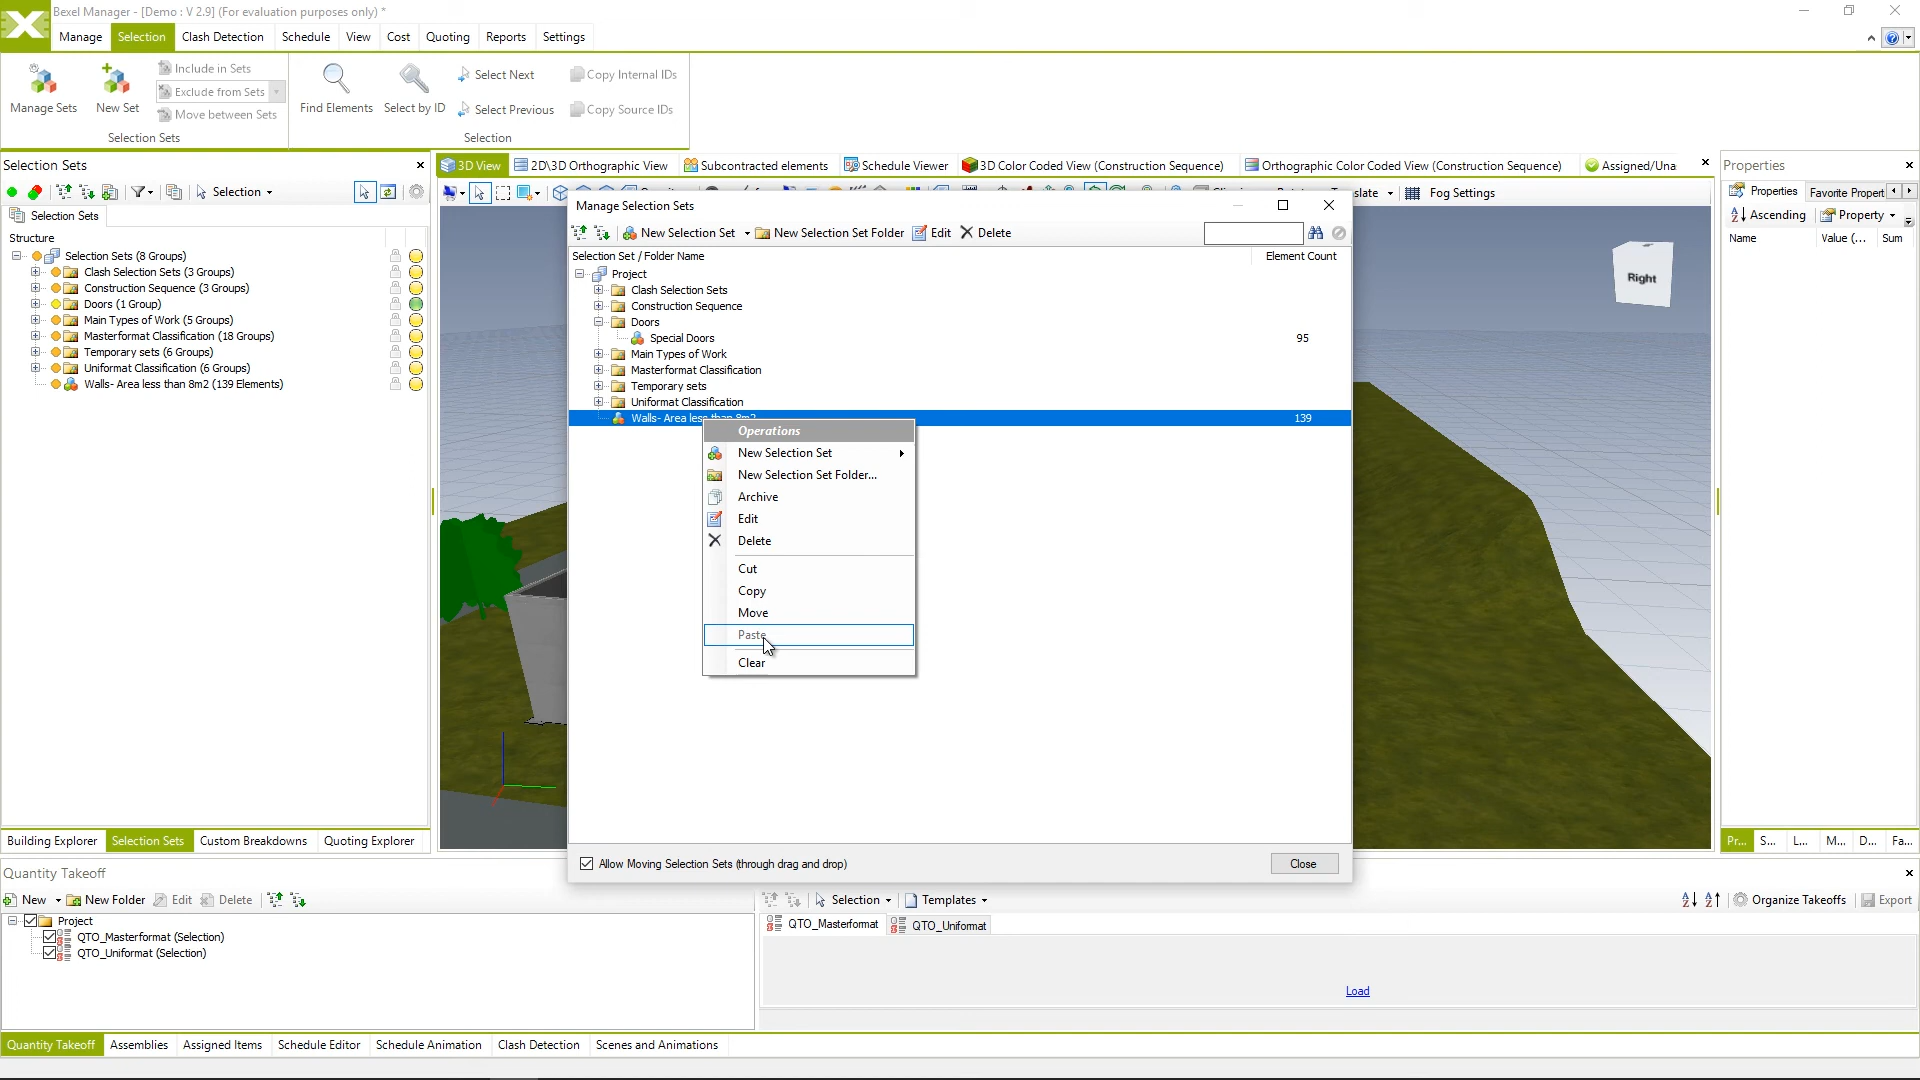 Bexel Manager - [Demo : V 2.9] (For evaluation purposes only) *
Manage Selection Clash Detection Schedule View Cost Quoting Reports Settings
Manage Sets
New Set
Include in Sets
Exclude from Sets
Move between Sets
Selection Sets
Find Elements
Select by ID
Select Next
Select Previous
Copy Internal IDs
Copy Source IDs
Selection
Selection Sets
Selection
Selection Sets
Structure
Selection Sets (8 Groups)
Clash Selection Sets (3 Groups)
Construction Sequence (3 Groups)
Doors (1 Group)
Main Types of Work (5 Groups)
Masterformat Classification (18 Groups)
Temporary sets (6 Groups)
Uniformat Classification (6 Groups)
Walls- Area less than 8m2 (139 Elements)
Building Explorer Selection Sets Custom Breakdowns Quoting Explorer
3D View 2D\3D Orthographic View Subcontracted elements Schedule Viewer 3D Color Coded View (Construction Sequence) Orthographic Color Coded View (Construction Sequence) Assigned/Una
Fog Settings
Right
Manage Selection Sets
New Selection Set New Selection Set Folder Edit Delete
Selection Set / Folder Name Element Count
Project
Clash Selection Sets
Construction Sequence
Doors
Special Doors 95
Main Types of Work
Masterformat Classification
Temporary sets
Uniformat Classification
Walls- Area less than 8m2 139
Operations
New Selection Set
New Selection Set Folder...
Archive
Edit
Delete
Cut
Copy
Move
Paste
Clear
Allow Moving Selection Sets (through drag and drop) Close
Properties
Properties Favorite Propert
Ascending Property
Name Value (... Sum
Pr... S... L... M... D... Fa...
Quantity Takeoff
New New Folder Edit Delete
Project
QTO_Masterformat (Selection)
QTO_Uniformat (Selection)
Selection Templates Organize Takeoffs Export
QTO_Masterformat QTO_Uniformat
Load
Quantity Takeoff Assemblies Assigned Items Schedule Editor Schedule Animation Clash Detection Scenes and Animations